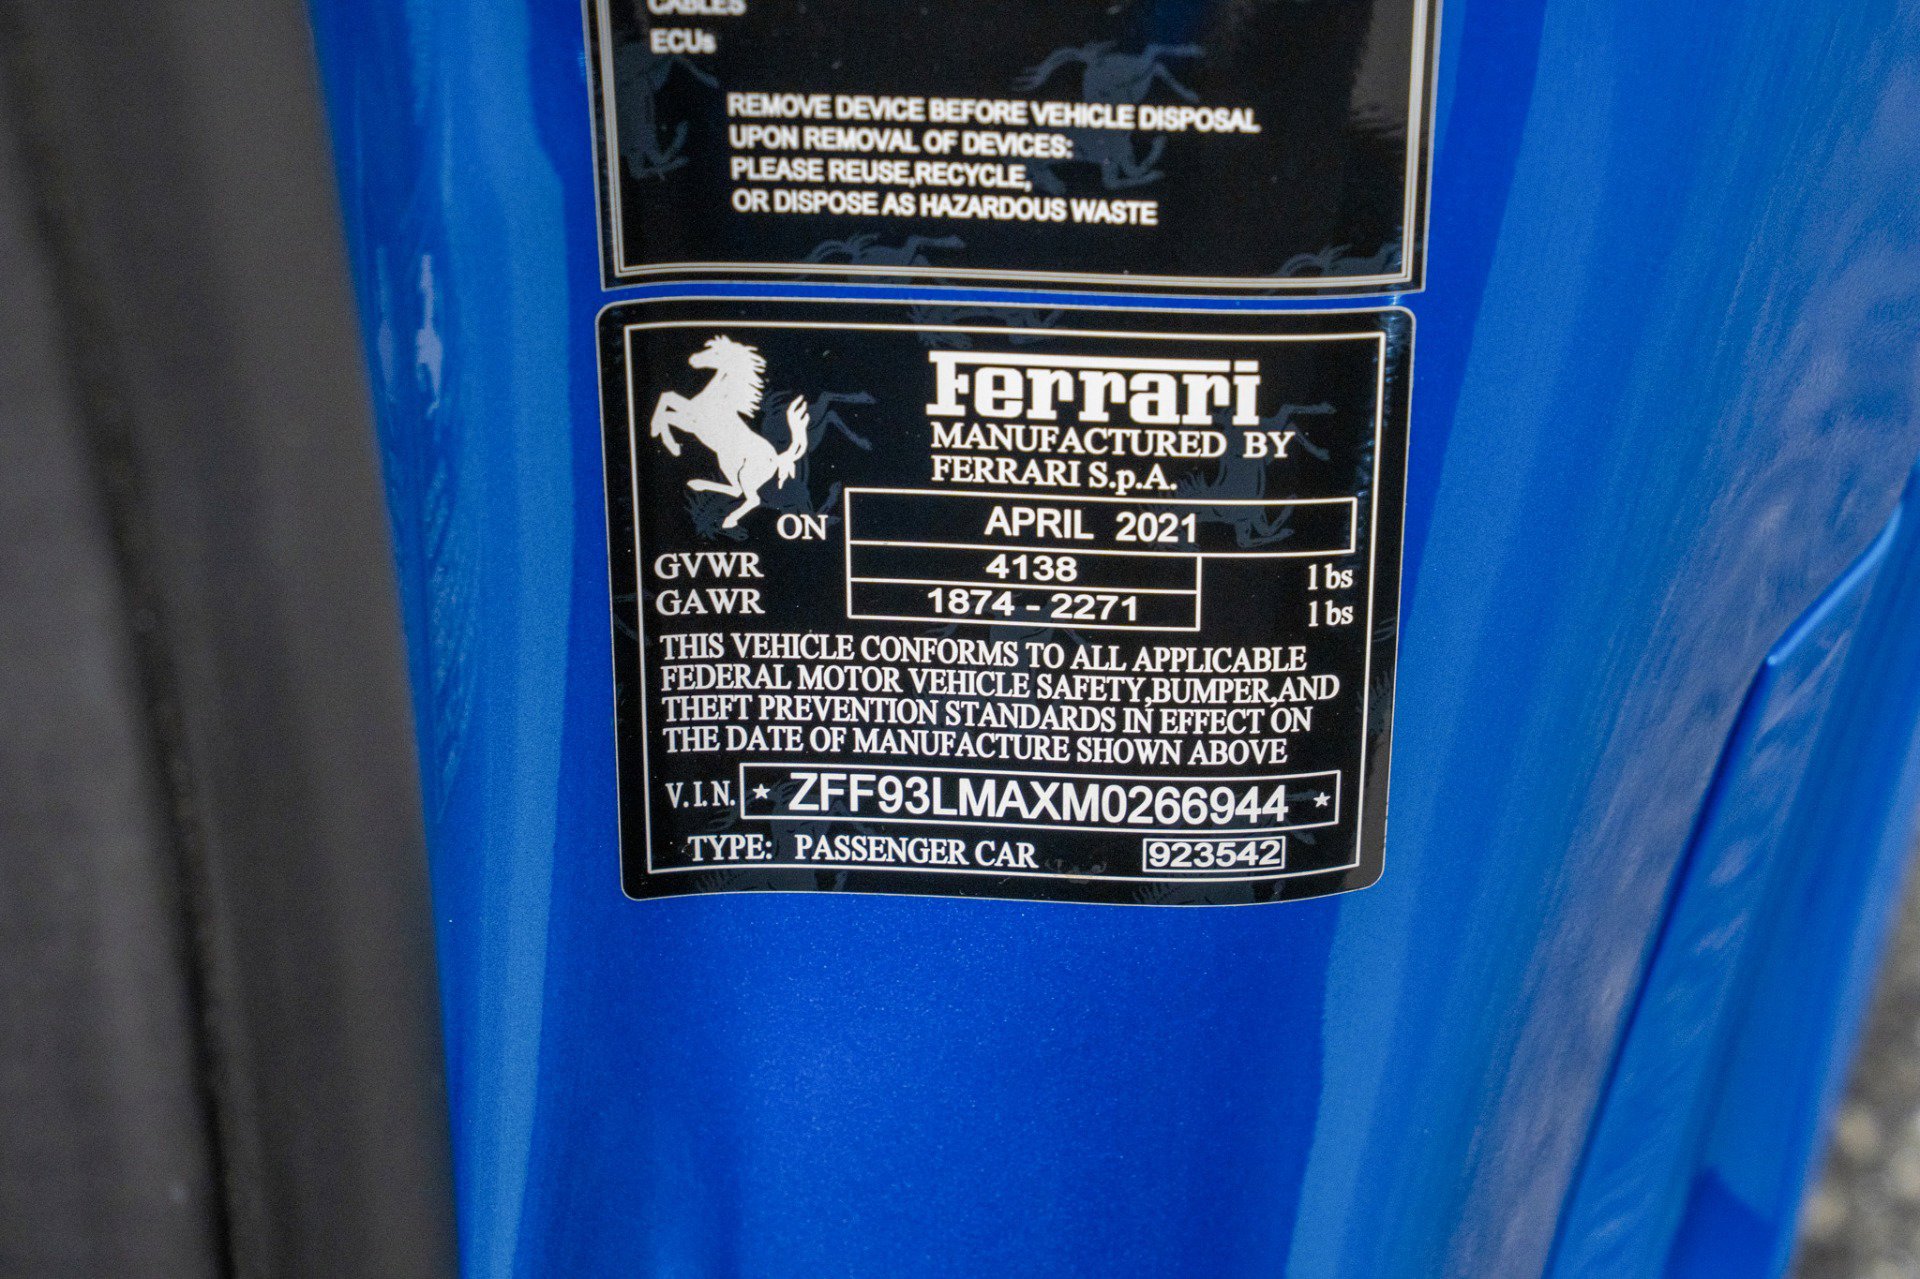 CABLES
ECUs
REMOVE DEVICE BEFORE VEHICLE DISPOSAL
UPON REMOVAL OF DEVICES:
PLEASE REUSE,RECYCLE,
OR DISPOSE AS HAZARDOUS WASTE
Ferrari
MANUFACTURED BY
FERRARI S.p.A.
ON APRIL 2021
GVWR 4138 lbs
GAWR 1874 - 2271 lbs
THIS VEHICLE CONFORMS TO ALL APPLICABLE
FEDERAL MOTOR VEHICLE SAFETY,BUMPER,AND
THEFT PREVENTION STANDARDS IN EFFECT ON
THE DATE OF MANUFACTURE SHOWN ABOVE
V.I.N. * ZFF93LMAXM0266944 *
TYPE: PASSENGER CAR 923542